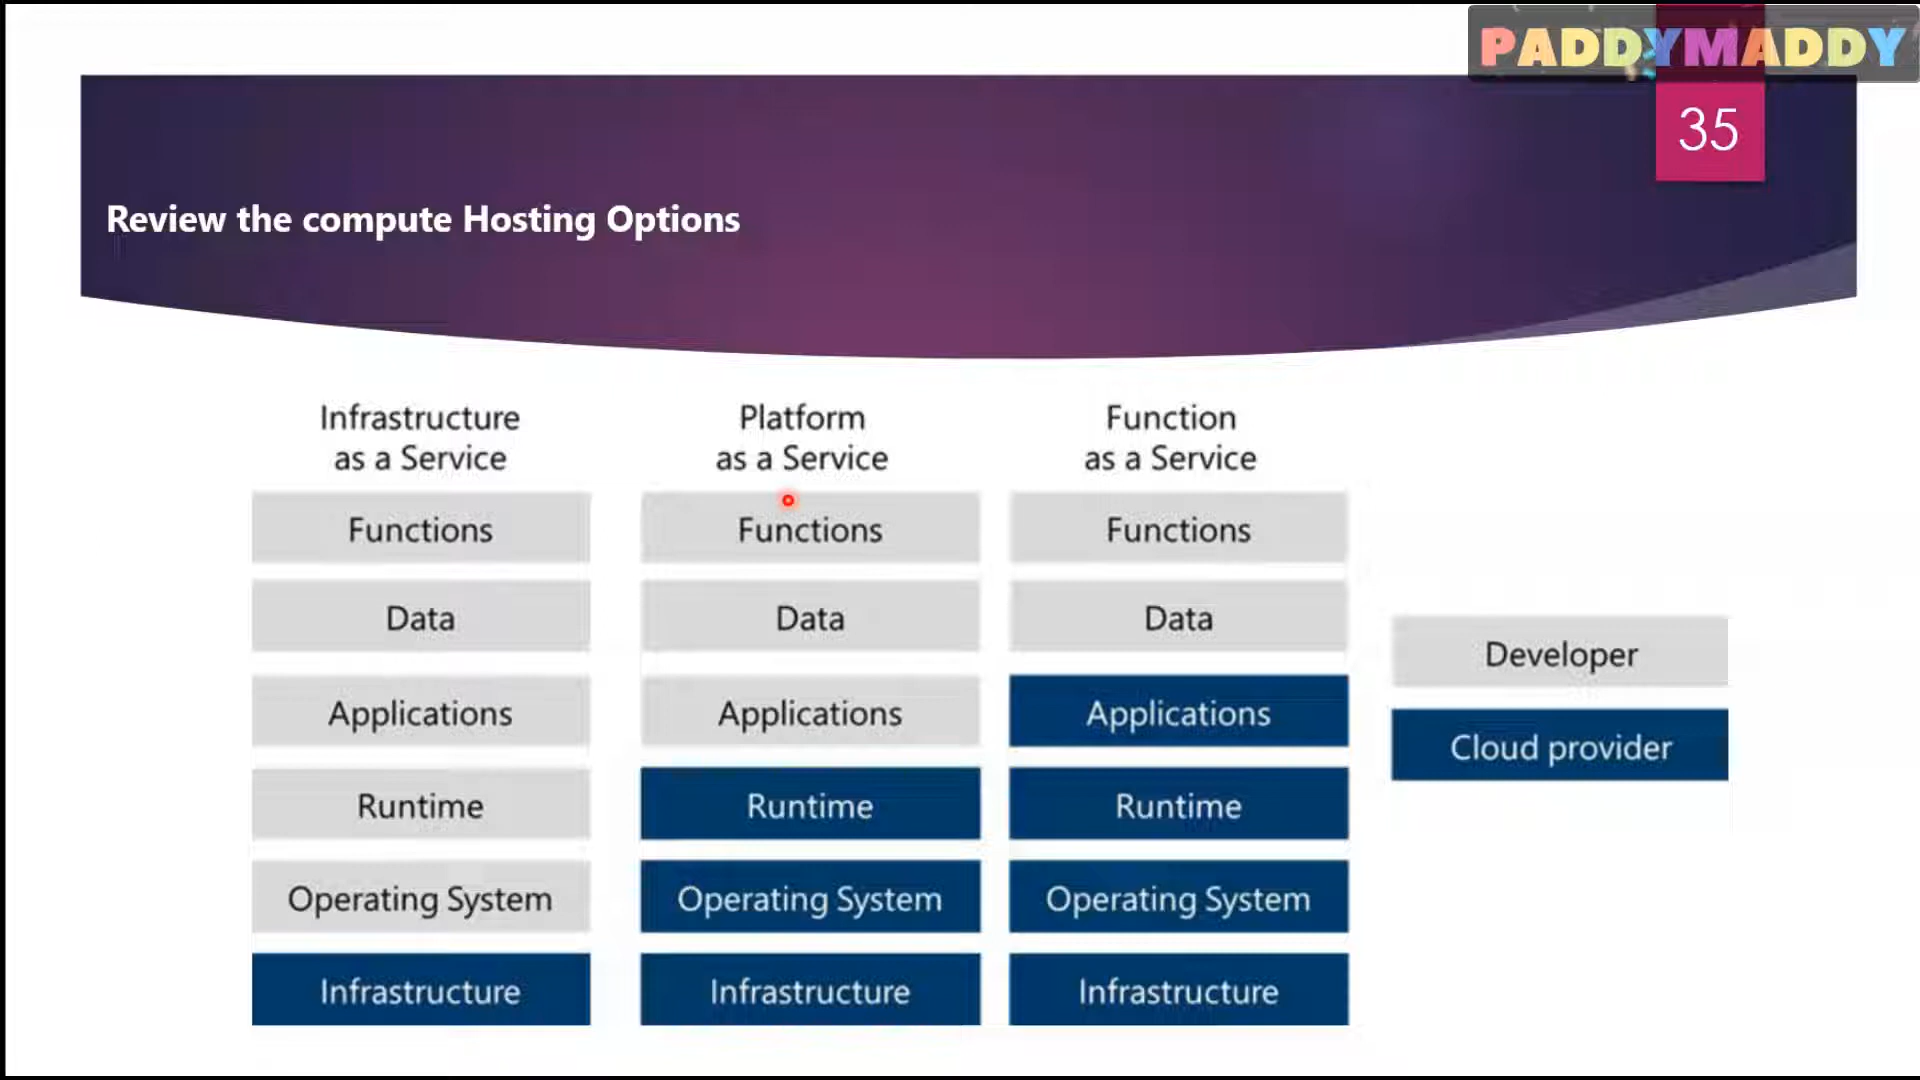 PADDYMADDY
35
Review the compute Hosting Options
Infrastructure
as a Service
Functions
Data
Applications
Runtime
Operating System
Infrastructure
Platform
as a Service
Functions
Data
Applications
Runtime
Operating System
Infrastructure
Function
as a Service
Functions
Data
Applications
Runtime
Operating System
Infrastructure
Developer
Cloud provider